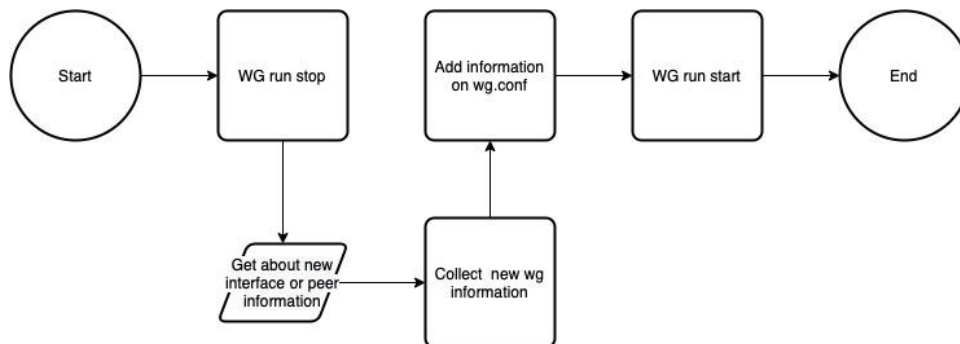 Start
WG run stop
Get about new
interface or peer
information
Collect  new wg
information
Add information
on wg.conf
WG run start
End